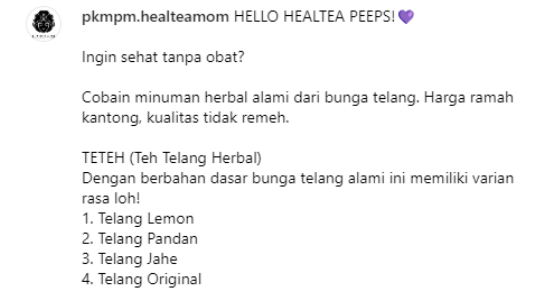 pkmpm.healteamom HELLO HEALTEA PEEPS!💜
Ingin sehat tanpa obat?
Cobain minuman herbal alami dari bunga telang. Harga ramah
kantong, kualitas tidak remeh.
TETEH (Teh Telang Herbal)
Dengan berbahan dasar bunga telang alami ini memiliki varian
rasa loh!
1. Telang Lemon
2. Telang Pandan
3. Telang Jahe
4. Telang Original